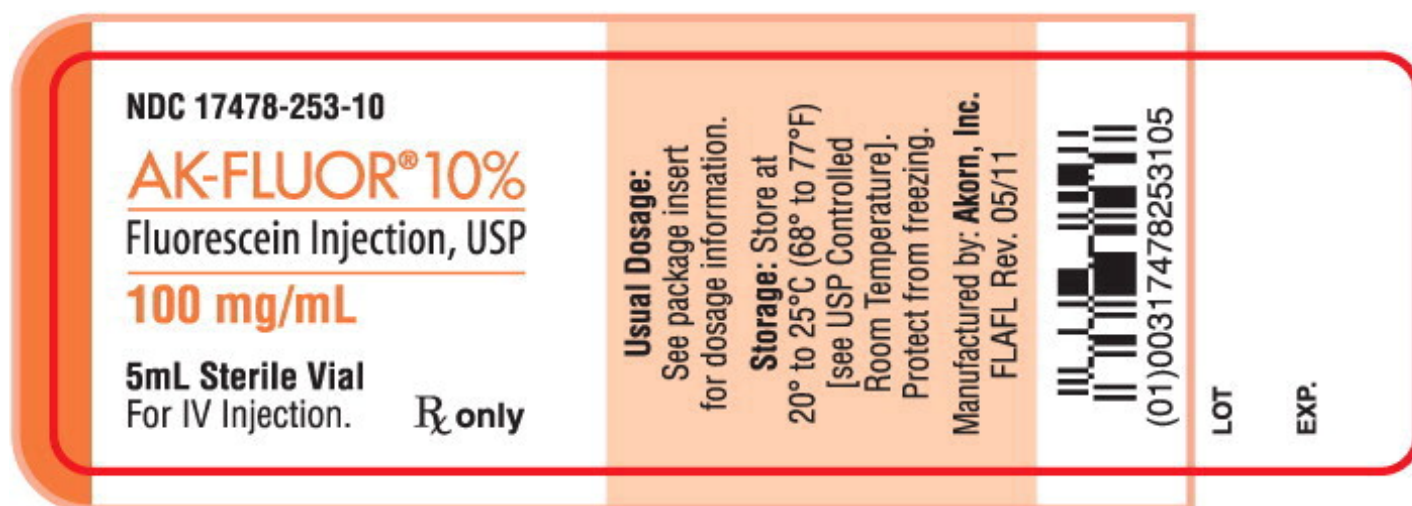 NDC 17478-253-10
AK-FLUOR® 10%
Fluorescein Injection, USP
100 mg/mL
5mL Sterile Vial
For IV Injection.
℞ only
Usual Dosage:
See package insert
for dosage information.
Storage: Store at
20° to 25°C (68° to 77°F)
[see USP Controlled
Room Temperature].
Protect from freezing.
Manufactured by: Akorn, Inc.
FLAFL Rev. 05/11
(01)00317478253105
LOT
EXP.